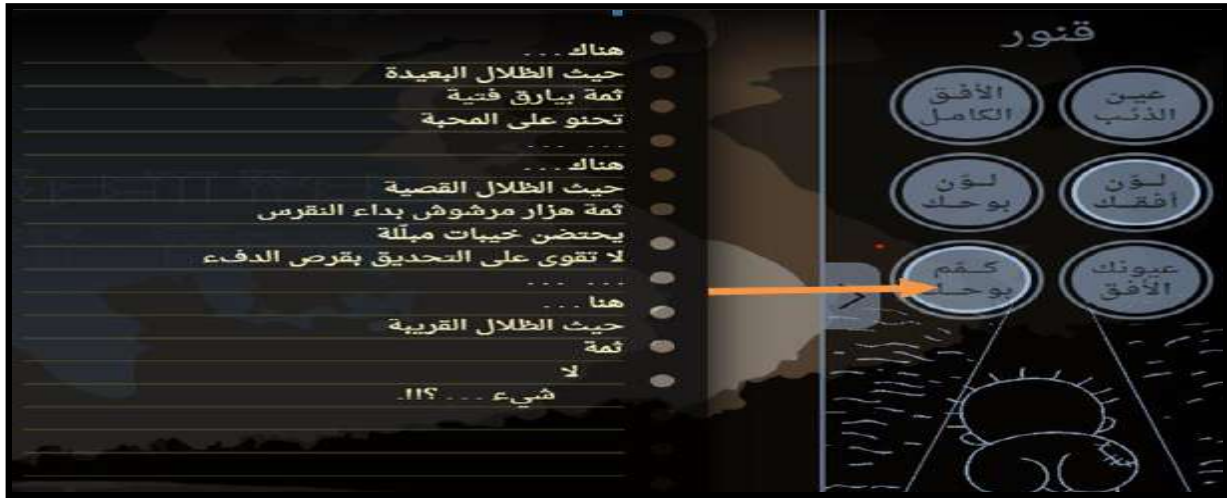 قنور
عين
الذئب
الأفق
الكامل
لون
أفقك
لون
بوحك
عيونك
الأفق
كمّم
بوحك
هناك . . .
حيث الظلال البعيدة
ثمة بيارق فتية
تحنو على المحبة
. . . . . .
هناك . . .
حيث الظلال القصية
ثمة هزار مرشوش بداء النقرس
يحتضن خيبات مبلّلة
لا تقوى على التحديق بقرص الدفء
. . . . . .
هنا . . .
حيث الظلال القريبة
ثمة
لا
شيء . . . ؟!!.